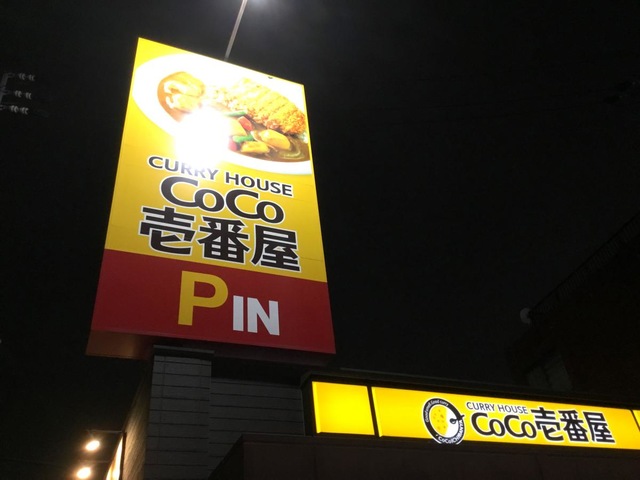 CURRY HOUSE
CoCo
壱番屋
P IN
CURRY HOUSE
CoCo壱番屋